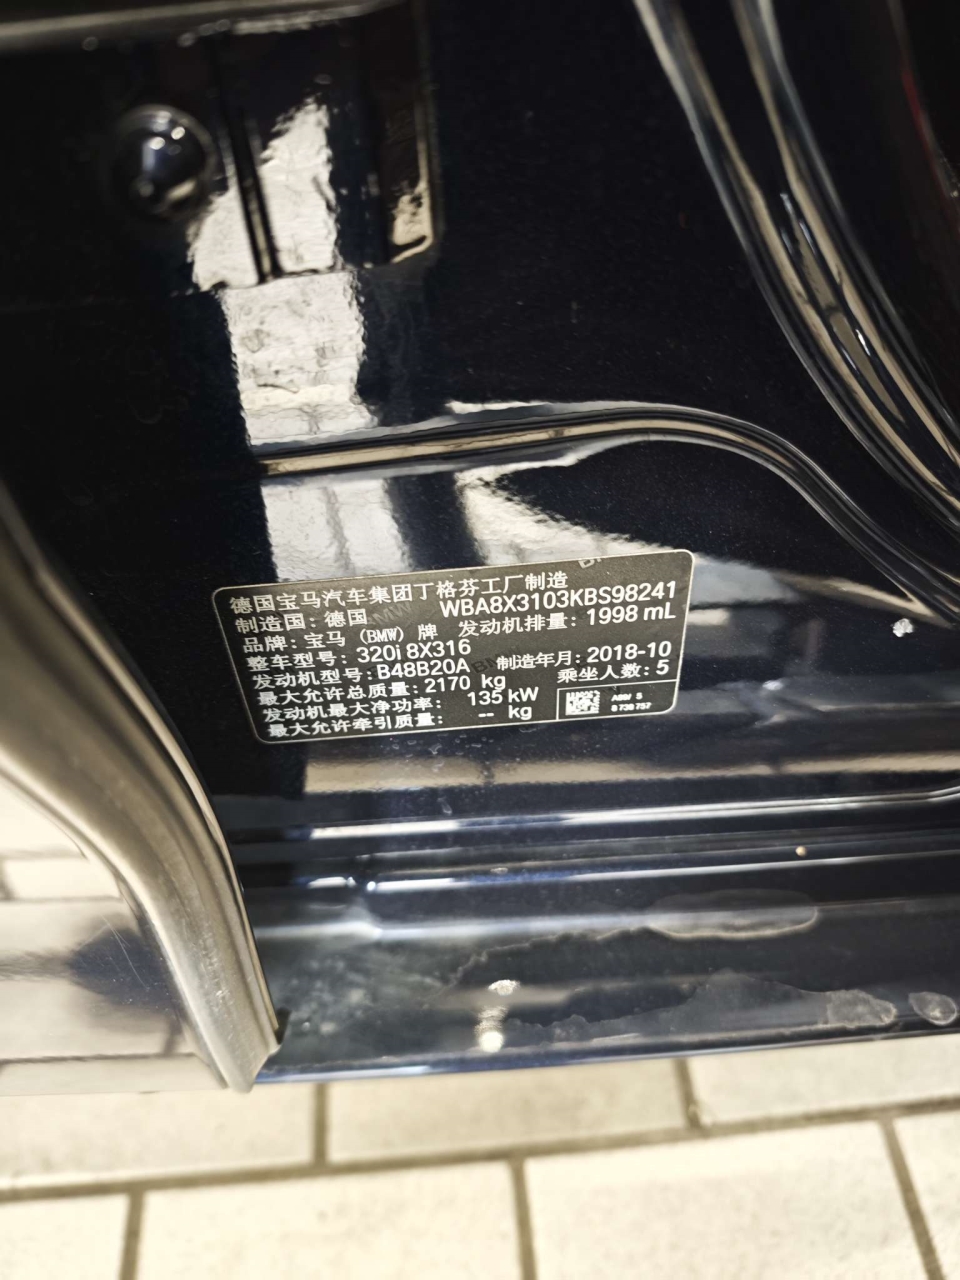 德国宝马汽车集团丁格芬工厂制造
制造国: 德国 WBA8X3103KBS98241
品牌: 宝马 (BMW) 牌 发动机排量: 1998 mL
整车型号: 320i 8X316
发动机型号: B48B20A 制造年月: 2018-10
最大允许总质量: 2170 kg 乘坐人数: 5
发动机最大净功率: 135 kW
最大允许牵引质量: -- kg